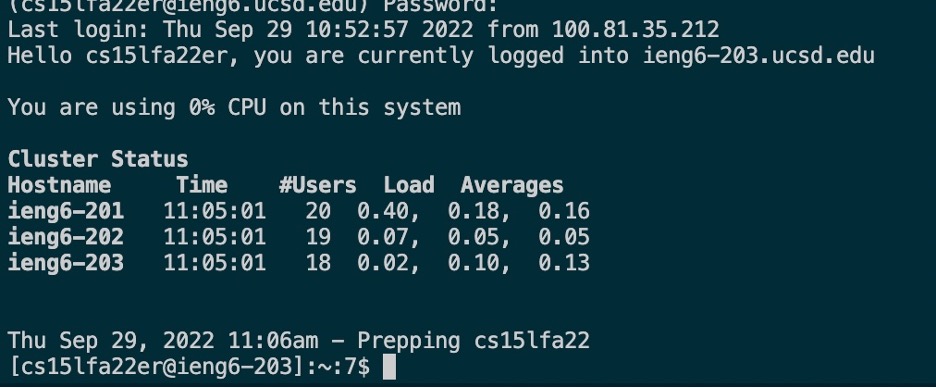 (cs15lfa22er@ieng6.ucsd.edu) Password:
Last login: Thu Sep 29 10:52:57 2022 from 100.81.35.212
Hello cs15lfa22er, you are currently logged into ieng6-203.ucsd.edu
You are using 0% CPU on this system
Cluster Status
Hostname     Time    #Users  Load  Averages
ieng6-201   11:05:01   20  0.40,  0.18,  0.16
ieng6-202   11:05:01   19  0.07,  0.05,  0.05
ieng6-203   11:05:01   18  0.02,  0.10,  0.13
Thu Sep 29, 2022 11:06am - Prepping cs15lfa22
[cs15lfa22er@ieng6-203]:~:7$